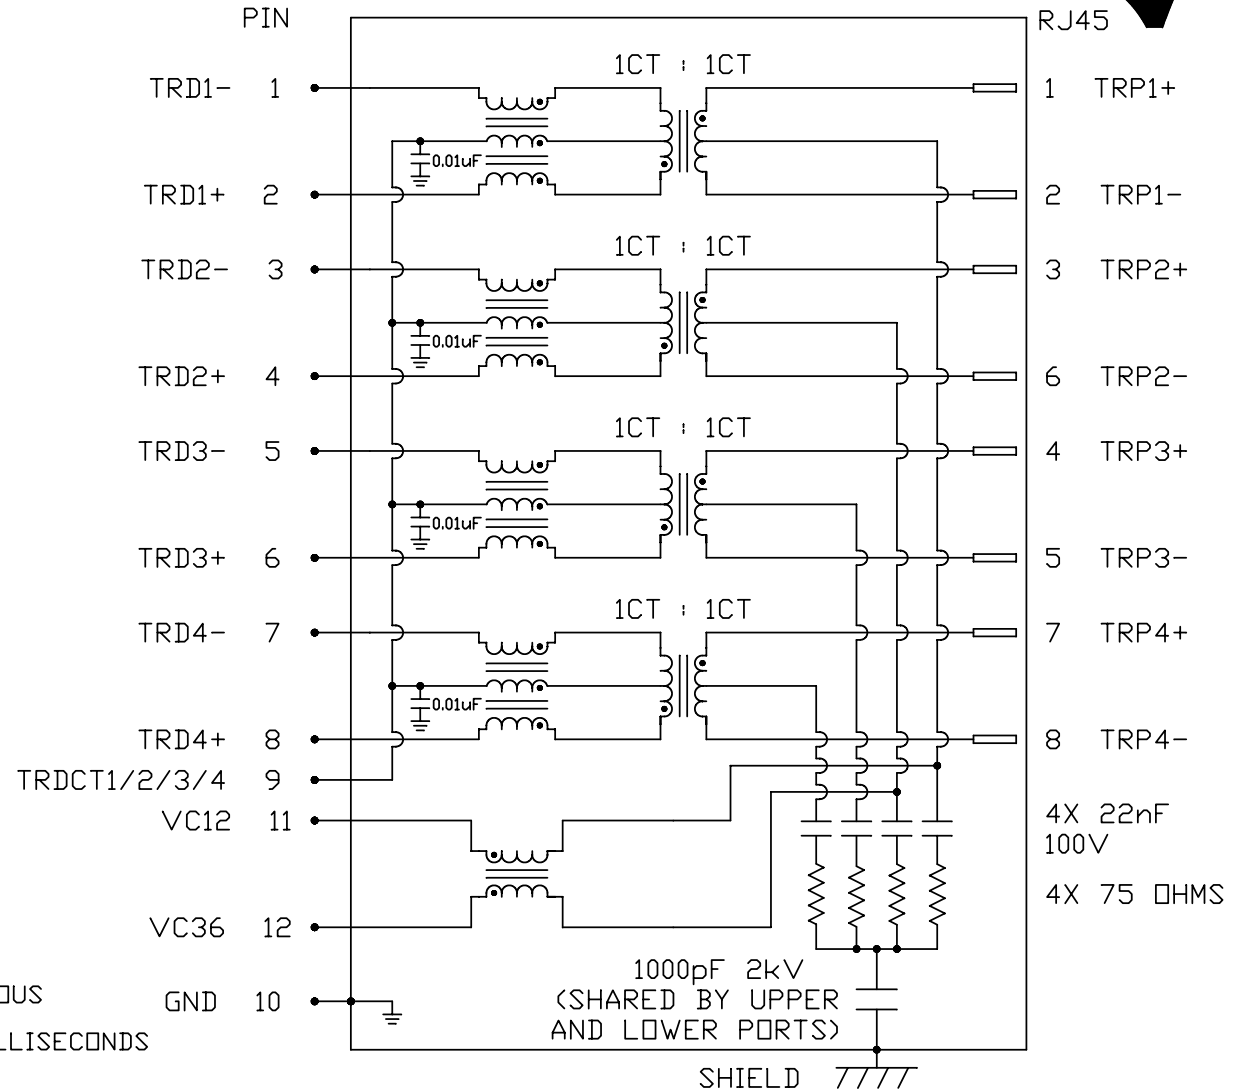 PIN
RJ45
1CT : 1CT
TRD1- 1
1 TRP1+
0.01uF
TRD1+ 2
2 TRP1-
1CT : 1CT
TRD2- 3
3 TRP2+
0.01uF
TRD2+ 4
6 TRP2-
1CT : 1CT
TRD3- 5
4 TRP3+
0.01uF
TRD3+ 6
5 TRP3-
1CT : 1CT
TRD4- 7
7 TRP4+
0.01uF
TRD4+ 8
8 TRP4-
TRDCT1/2/3/4 9
VC12 11
4X 22nF
100V
4X 75 OHMS
VC36 12
1000pF 2kV
(SHARED BY UPPER
AND LOWER PORTS)
OUS
GND 10
LLISECONDS
SHIELD